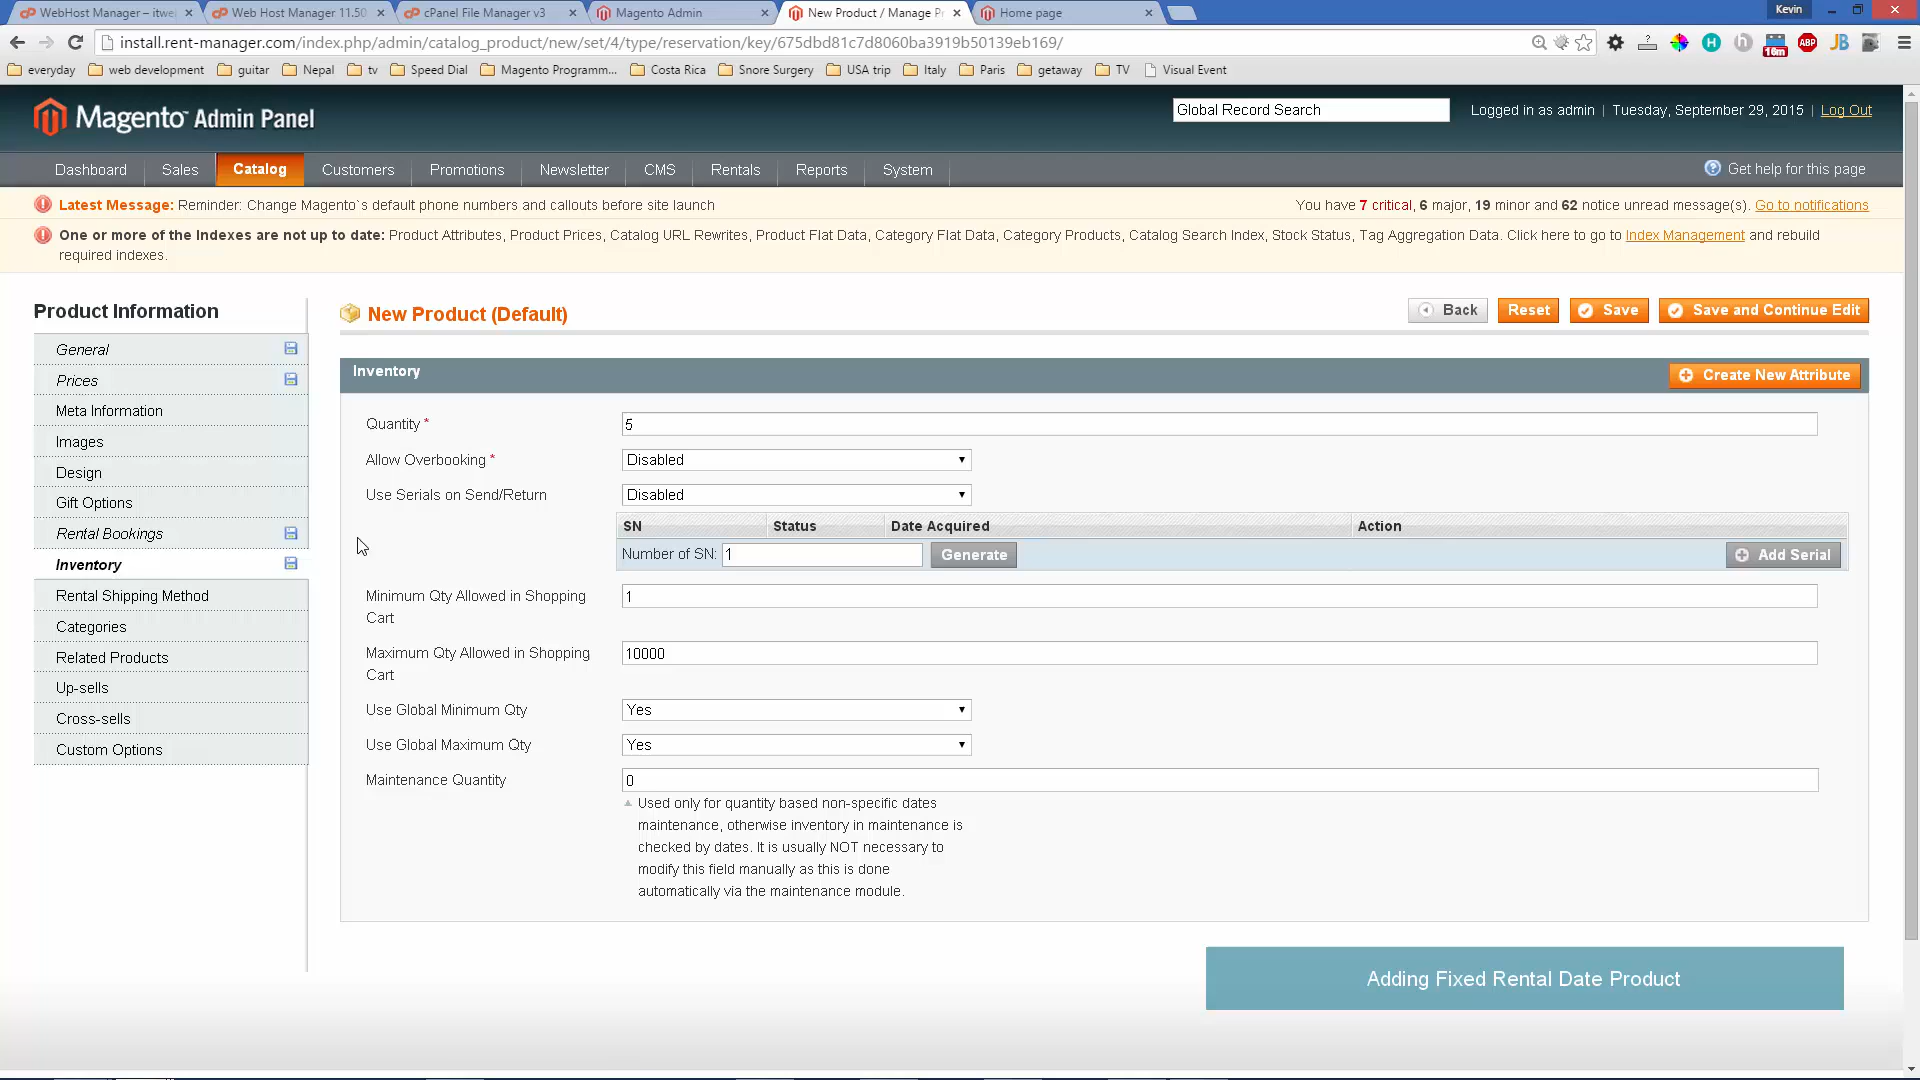 WebHost Manager – itwei
Web Host Manager 11.50
cPanel File Manager v3
Magento Admin
New Product / Manage Pr
Home page
Kevin
install.rent-manager.com/index.php/admin/catalog_product/new/set/4/type/reservation/key/675dbd81c7d8060ba3919b50139eb169/
16m
ABP
JB
everyday
web development
guitar
Nepal
tv
Speed Dial
Magento Programm...
Costa Rica
Snore Surgery
USA trip
Italy
Paris
getaway
TV
Visual Event
Magento Admin Panel
Global Record Search
Logged in as admin | Tuesday, September 29, 2015 | Log Out
Dashboard
Sales
Catalog
Customers
Promotions
Newsletter
CMS
Rentals
Reports
System
Get help for this page
Latest Message: Reminder: Change Magento`s default phone numbers and callouts before site launch
You have 7 critical, 6 major, 19 minor and 62 notice unread message(s). Go to notifications
One or more of the Indexes are not up to date: Product Attributes, Product Prices, Catalog URL Rewrites, Product Flat Data, Category Flat Data, Category Products, Catalog Search Index, Stock Status, Tag Aggregation Data. Click here to go to Index Management and rebuild
required indexes.
Product Information
General
Prices
Meta Information
Images
Design
Gift Options
Rental Bookings
Inventory
Rental Shipping Method
Categories
Related Products
Up-sells
Cross-sells
Custom Options
New Product (Default)
Back
Reset
Save
Save and Continue Edit
Inventory
Create New Attribute
Quantity *
5
Allow Overbooking *
Disabled
Use Serials on Send/Return
Disabled
SN
Status
Date Acquired
Action
Number of SN: 1
Generate
Add Serial
Minimum Qty Allowed in Shopping
Cart
1
Maximum Qty Allowed in Shopping
Cart
10000
Use Global Minimum Qty
Yes
Use Global Maximum Qty
Yes
Maintenance Quantity
0
Used only for quantity based non-specific dates
maintenance, otherwise inventory in maintenance is
checked by dates. It is usually NOT necessary to
modify this field manually as this is done
automatically via the maintenance module.
Adding Fixed Rental Date Product